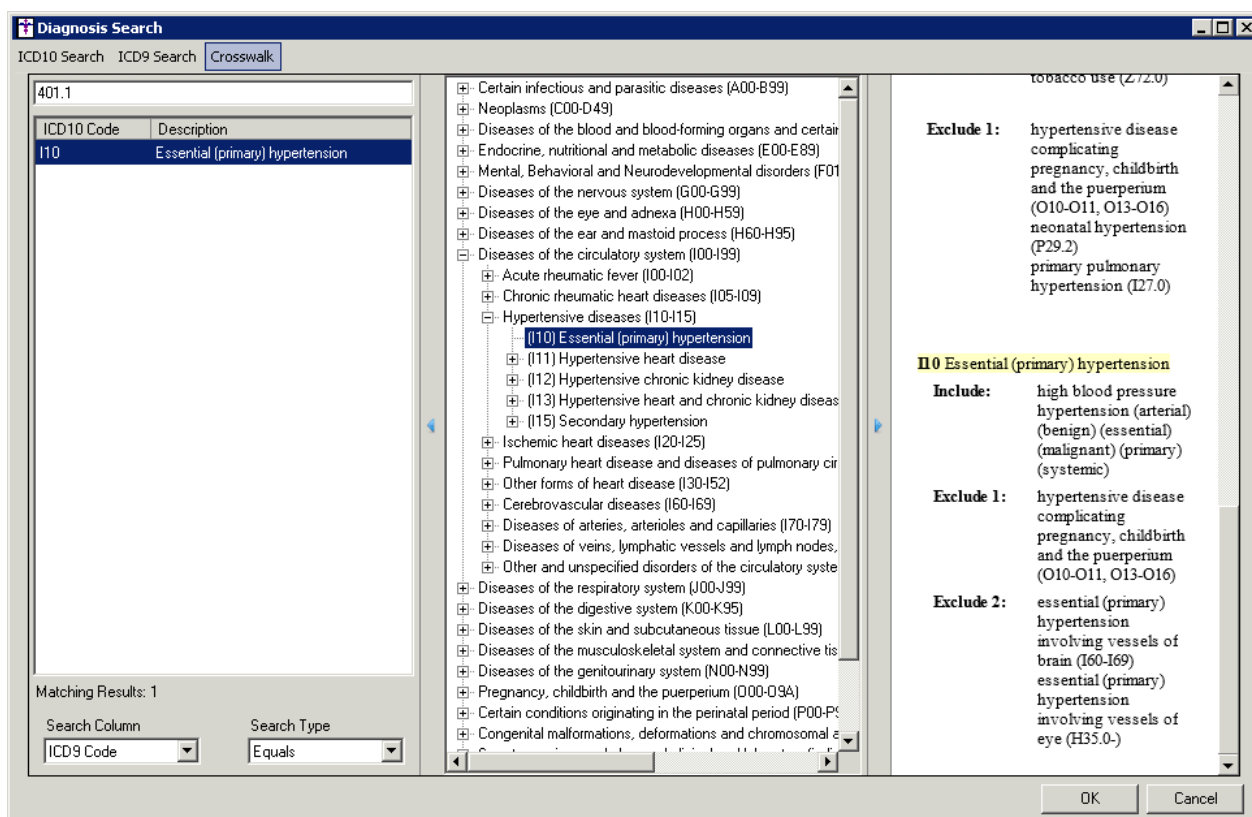 Diagnosis Search
ICD10 Search ICD9 Search Crosswalk
401.1
ICD10 Code Description
I10 Essential (primary) hypertension
Matching Results: 1
Search Column Search Type
ICD9 Code Equals
Certain infectious and parasitic diseases (A00-B99)
Neoplasms (C00-D49)
Diseases of the blood and blood-forming organs and certain
Endocrine, nutritional and metabolic diseases (E00-E89)
Mental, Behavioral and Neurodevelopmental disorders (F01
Diseases of the nervous system (G00-G99)
Diseases of the eye and adnexa (H00-H59)
Diseases of the ear and mastoid process (H60-H95)
Diseases of the circulatory system (I00-I99)
Acute rheumatic fever (I00-I02)
Chronic rheumatic heart diseases (I05-I09)
Hypertensive diseases (I10-I15)
(I10) Essential (primary) hypertension
(I11) Hypertensive heart disease
(I12) Hypertensive chronic kidney disease
(I13) Hypertensive heart and chronic kidney diseas
(I15) Secondary hypertension
Ischemic heart diseases (I20-I25)
Pulmonary heart disease and diseases of pulmonary cir
Other forms of heart disease (I30-I52)
Cerebrovascular diseases (I60-I69)
Diseases of arteries, arterioles and capillaries (I70-I79)
Diseases of veins, lymphatic vessels and lymph nodes,
Other and unspecified disorders of the circulatory syste
Diseases of the respiratory system (J00-J99)
Diseases of the digestive system (K00-K95)
Diseases of the skin and subcutaneous tissue (L00-L99)
Diseases of the musculoskeletal system and connective tis
Diseases of the genitourinary system (N00-N99)
Pregnancy, childbirth and the puerperium (O00-O9A)
Certain conditions originating in the perinatal period (P00-P9
Congenital malformations, deformations and chromosomal a
tobacco use (Z72.0)
Exclude 1: hypertensive disease
complicating
pregnancy, childbirth
and the puerperium
(O10-O11, O13-O16)
neonatal hypertension
(P29.2)
primary pulmonary
hypertension (I27.0)
I10 Essential (primary) hypertension
Include: high blood pressure
hypertension (arterial)
(benign) (essential)
(malignant) (primary)
(systemic)
Exclude 1: hypertensive disease
complicating
pregnancy, childbirth
and the puerperium
(O10-O11, O13-O16)
Exclude 2: essential (primary)
hypertension
involving vessels of
brain (I60-I69)
essential (primary)
hypertension
involving vessels of
eye (H35.0-)
OK Cancel